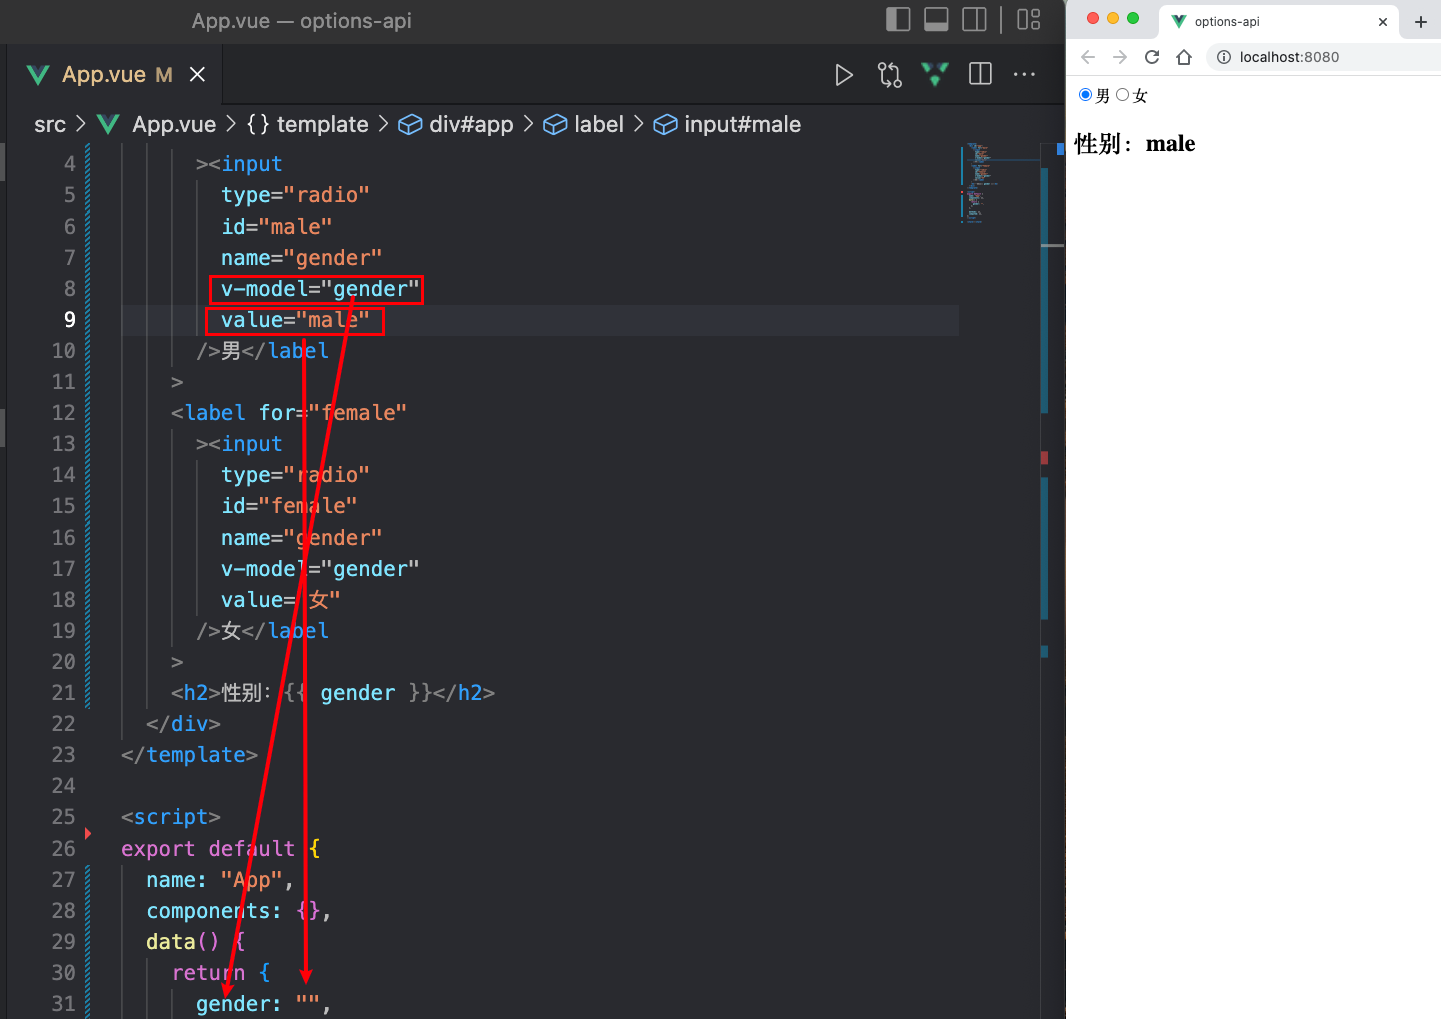 App.vue — options-api
App.vue M
src > App.vue > {} template > div#app > label > input#male
4 ><input
5 type="radio"
6 id="male"
7 name="gender"
8 v-model="gender"
9 value="male"
10 />男</label
11 >
12 <label for="female"
13 ><input
14 type="radio"
15 id="female"
16 name="gender"
17 v-model="gender"
18 value="女"
19 />女</label
20 >
21 <h2>性别：{{ gender }}</h2>
22 </div>
23 </template>
24
25 <script>
26 export default {
27 name: "App",
28 components: {},
29 data() {
30 return {
31 gender: "",
options-api
localhost:8080
男 女
性别：male